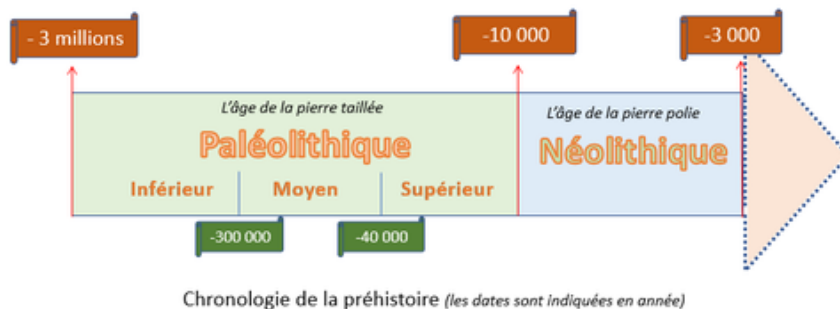 - 3 millions
-10 000
-3 000
L'âge de la pierre taillée
L'âge de la pierre polie
Paléolithique
Néolithique
Inférieur
Moyen
Supérieur
-300 000
-40 000
Chronologie de la préhistoire (les dates sont indiquées en année)